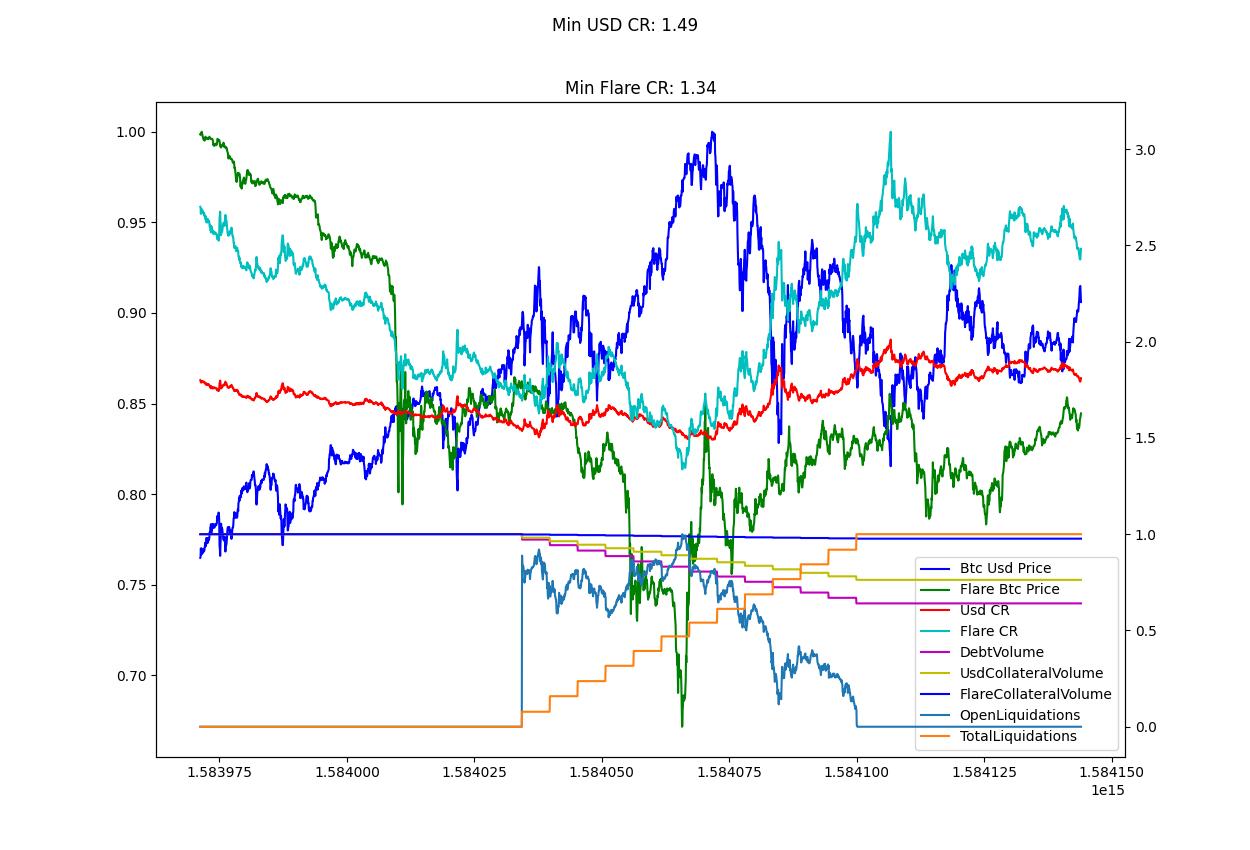 Min USD CR: 1.49
Min Flare CR: 1.34
1.00
0.95
0.90
0.85
0.80
0.75
0.70
3.0
2.5
2.0
1.5
1.0
0.5
0.0
Btc Usd Price
Flare Btc Price
Usd CR
Flare CR
DebtVolume
UsdCollateralVolume
FlareCollateralVolume
OpenLiquidations
TotalLiquidations
1.583975 1.584000 1.584025 1.584050 1.584075 1.584100 1.584125 1.584150
1e15